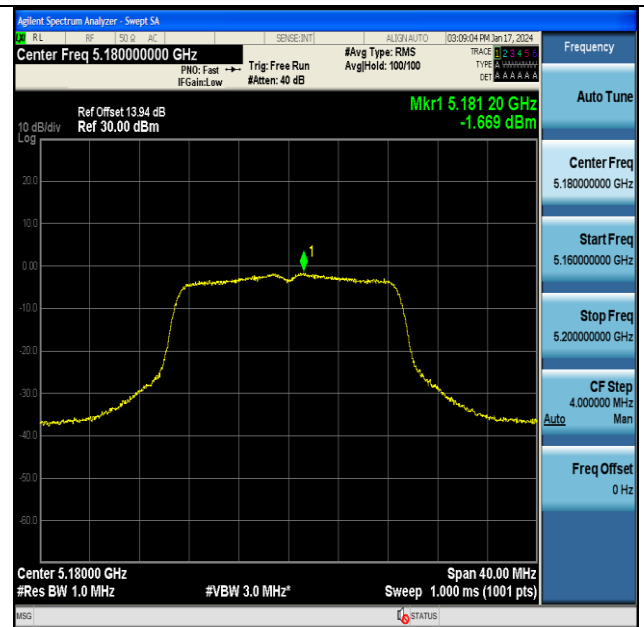 Agilent Spectrum Analyzer - Swept SA
LXI RL RF 50 Ω AC SENSE:INT ALIGN AUTO 03:09:04 PM Jan 17, 2024
Center Freq 5.180000000 GHz
PNO: Fast
IFGain:Low
Trig: Free Run
#Atten: 40 dB
#Avg Type: RMS
Avg|Hold: 100/100
TRACE 1 2 3 4 5 6
TYPE A
DET A A A A A A
Ref Offset 13.94 dB
Ref 30.00 dBm
10 dB/div
Log
Mkr1 5.181 20 GHz
-1.669 dBm
20.0
10.0
0.00
-10.0
-20.0
-30.0
-40.0
-50.0
-60.0
1
Center 5.18000 GHz
#Res BW 1.0 MHz
#VBW 3.0 MHz*
Span 40.00 MHz
Sweep 1.000 ms (1001 pts)
MSG
STATUS
Frequency
Auto Tune
Center Freq
5.180000000 GHz
Start Freq
5.160000000 GHz
Stop Freq
5.200000000 GHz
CF Step
4.000000 MHz
Auto Man
Freq Offset
0 Hz